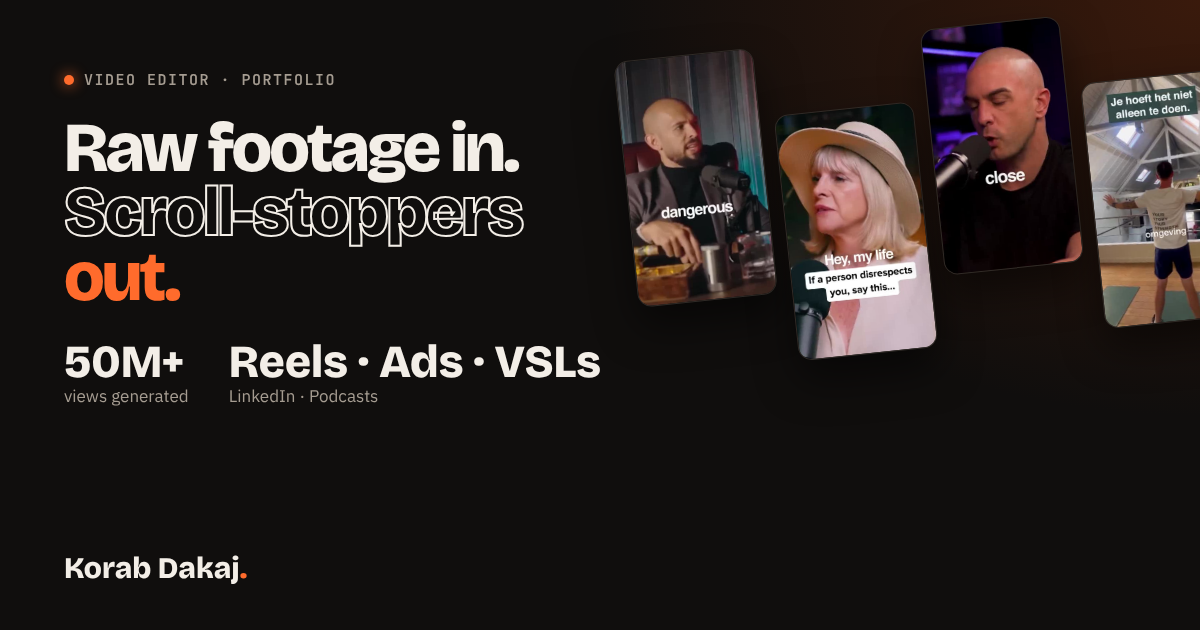 VIDEO EDITOR · PORTFOLIO
Raw footage in.
Scroll-stoppers
out.
50M+
views generated
Reels · Ads · VSLs
LinkedIn · Podcasts
dangerous
Hey, my life
If a person disrespects
you, say this...
close
Je hoeft het niet
alleen te doen.
omgeving
Korab Dakaj.